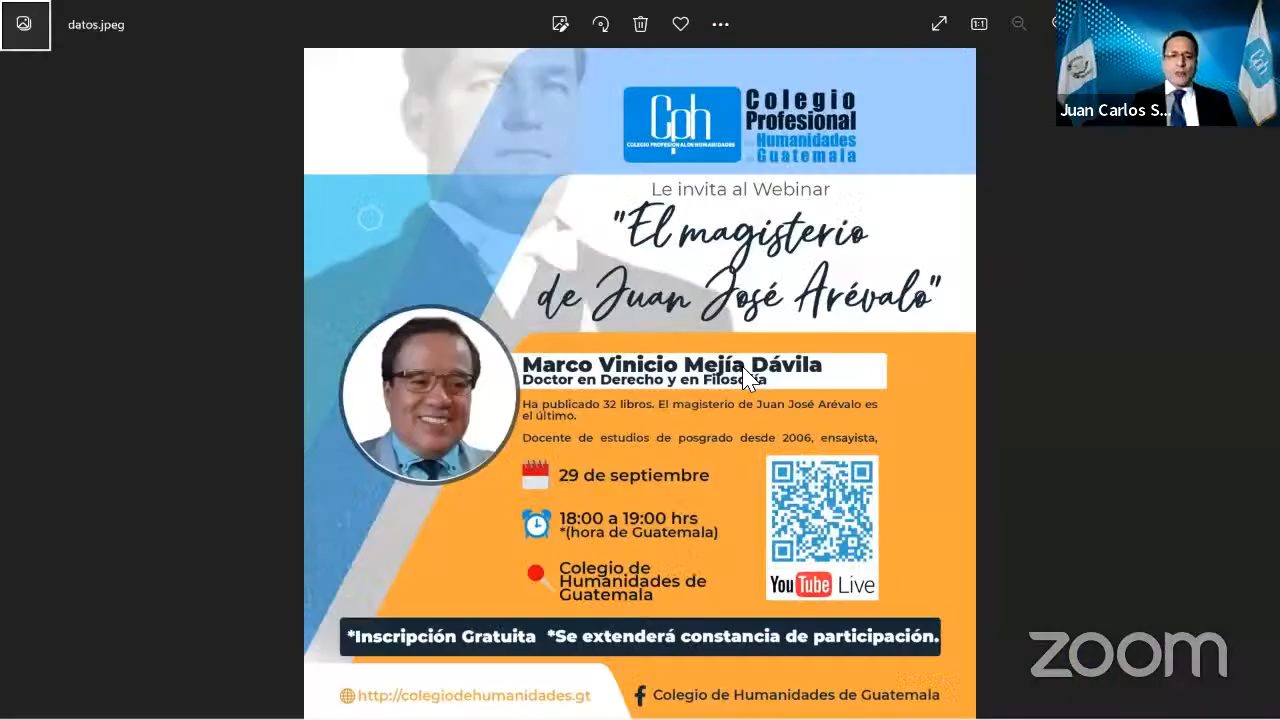 datos.jpeg
1:1
Juan Carlos S...
Cph
COLEGIO PROFESIONAL DE HUMANIDADES
Colegio
Profesional
Humanidades
Guatemala
Le invita al Webinar
"El magisterio
de Juan José Arévalo"
Marco Vinicio Mejía Dávila
Doctor en Derecho y en Filosofía
Ha publicado 32 libros. El magisterio de Juan José Arévalo es
el último.
Docente de estudios de posgrado desde 2006, ensayista,
29 de septiembre
18:00 a 19:00 hrs
*(hora de Guatemala)
Colegio de
Humanidades de
Guatemala
YouTube Live
*Inscripción Gratuita *Se extenderá constancia de participación.
http://colegiodehumanidades.gt
Colegio de Humanidades de Guatemala
zoom